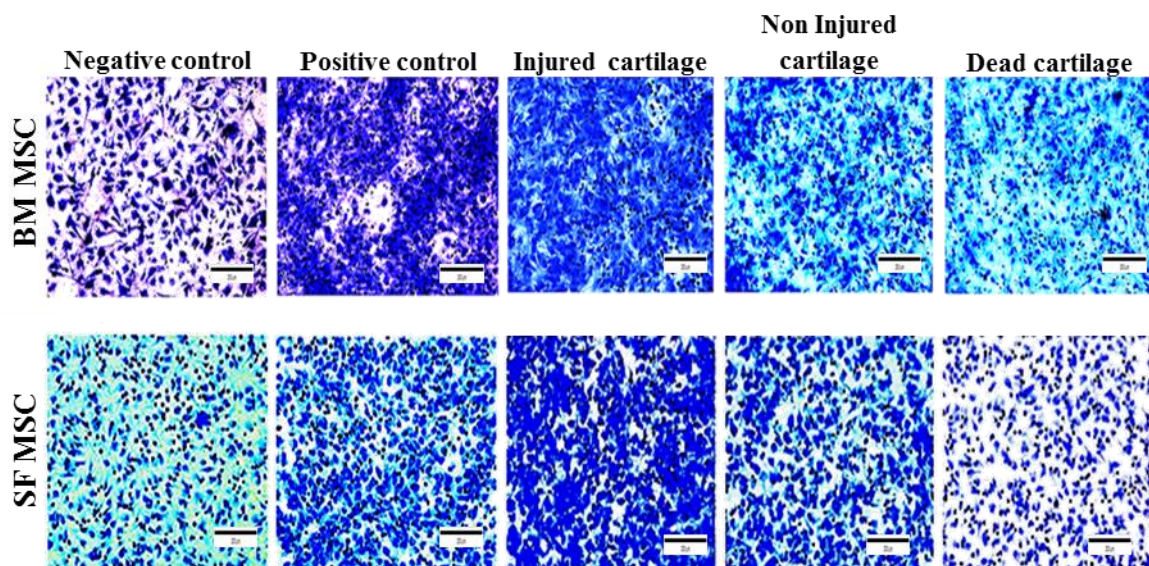 Negative control
Positive control
Injured cartilage
Non Injured
cartilage
Dead cartilage
BM MSC
SF MSC